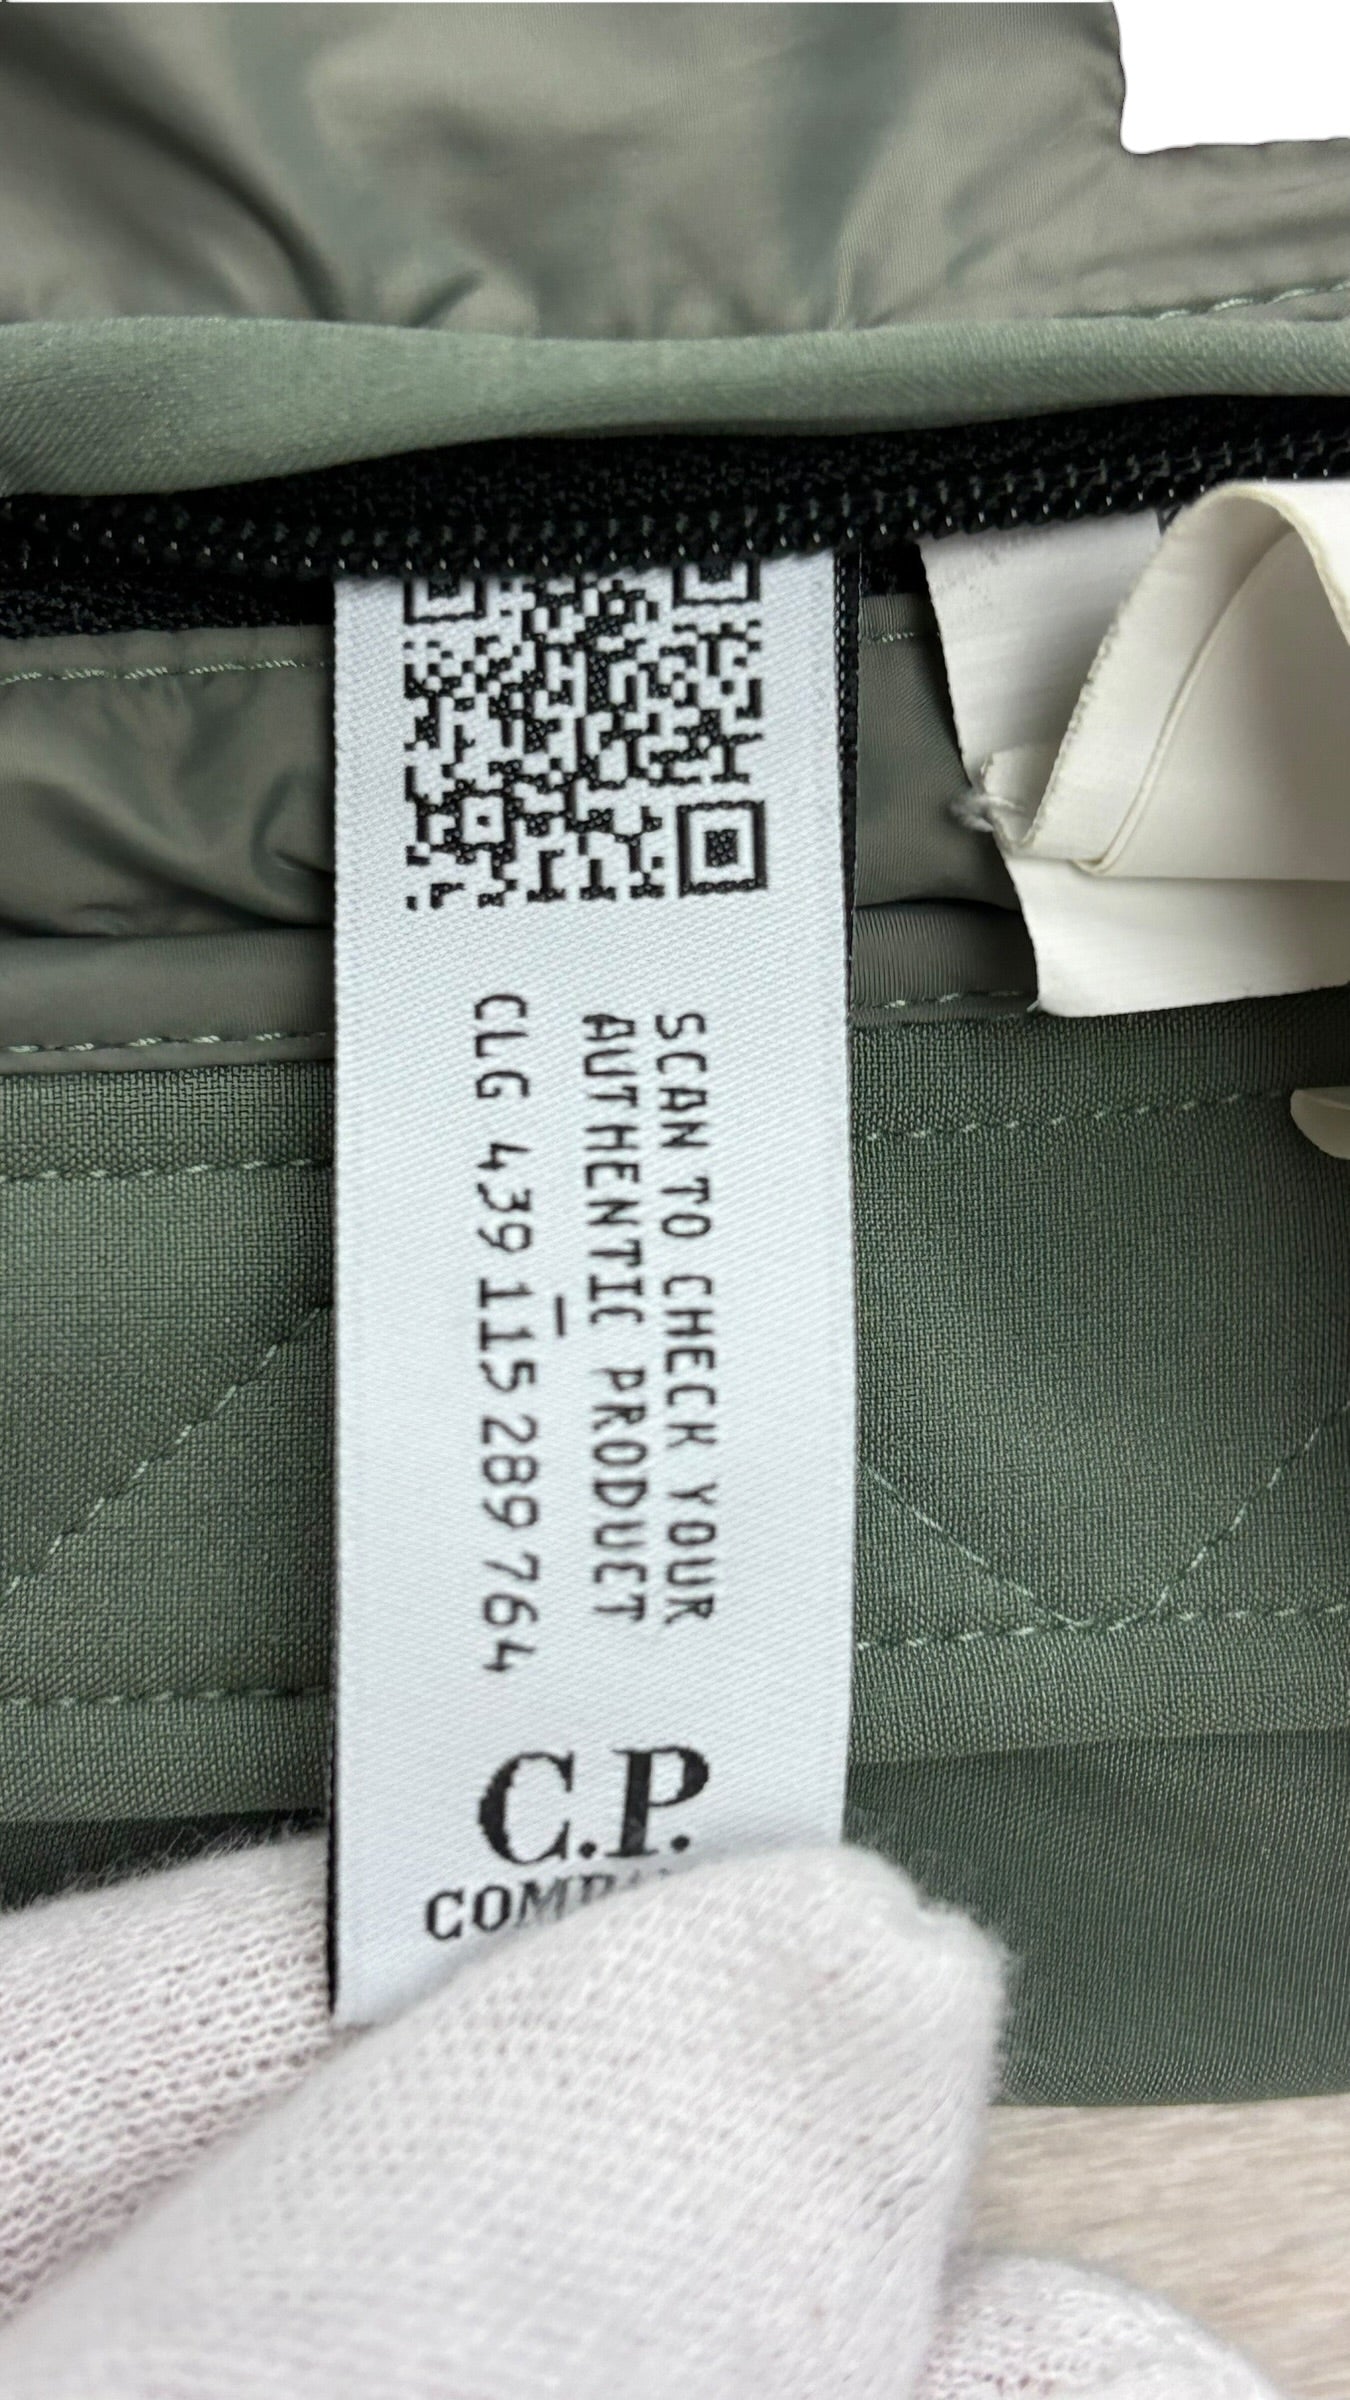 SCAN TO CHECK YOUR
AUTHENTIC PRODUCT
CLG 439 115 289 764
C.P.